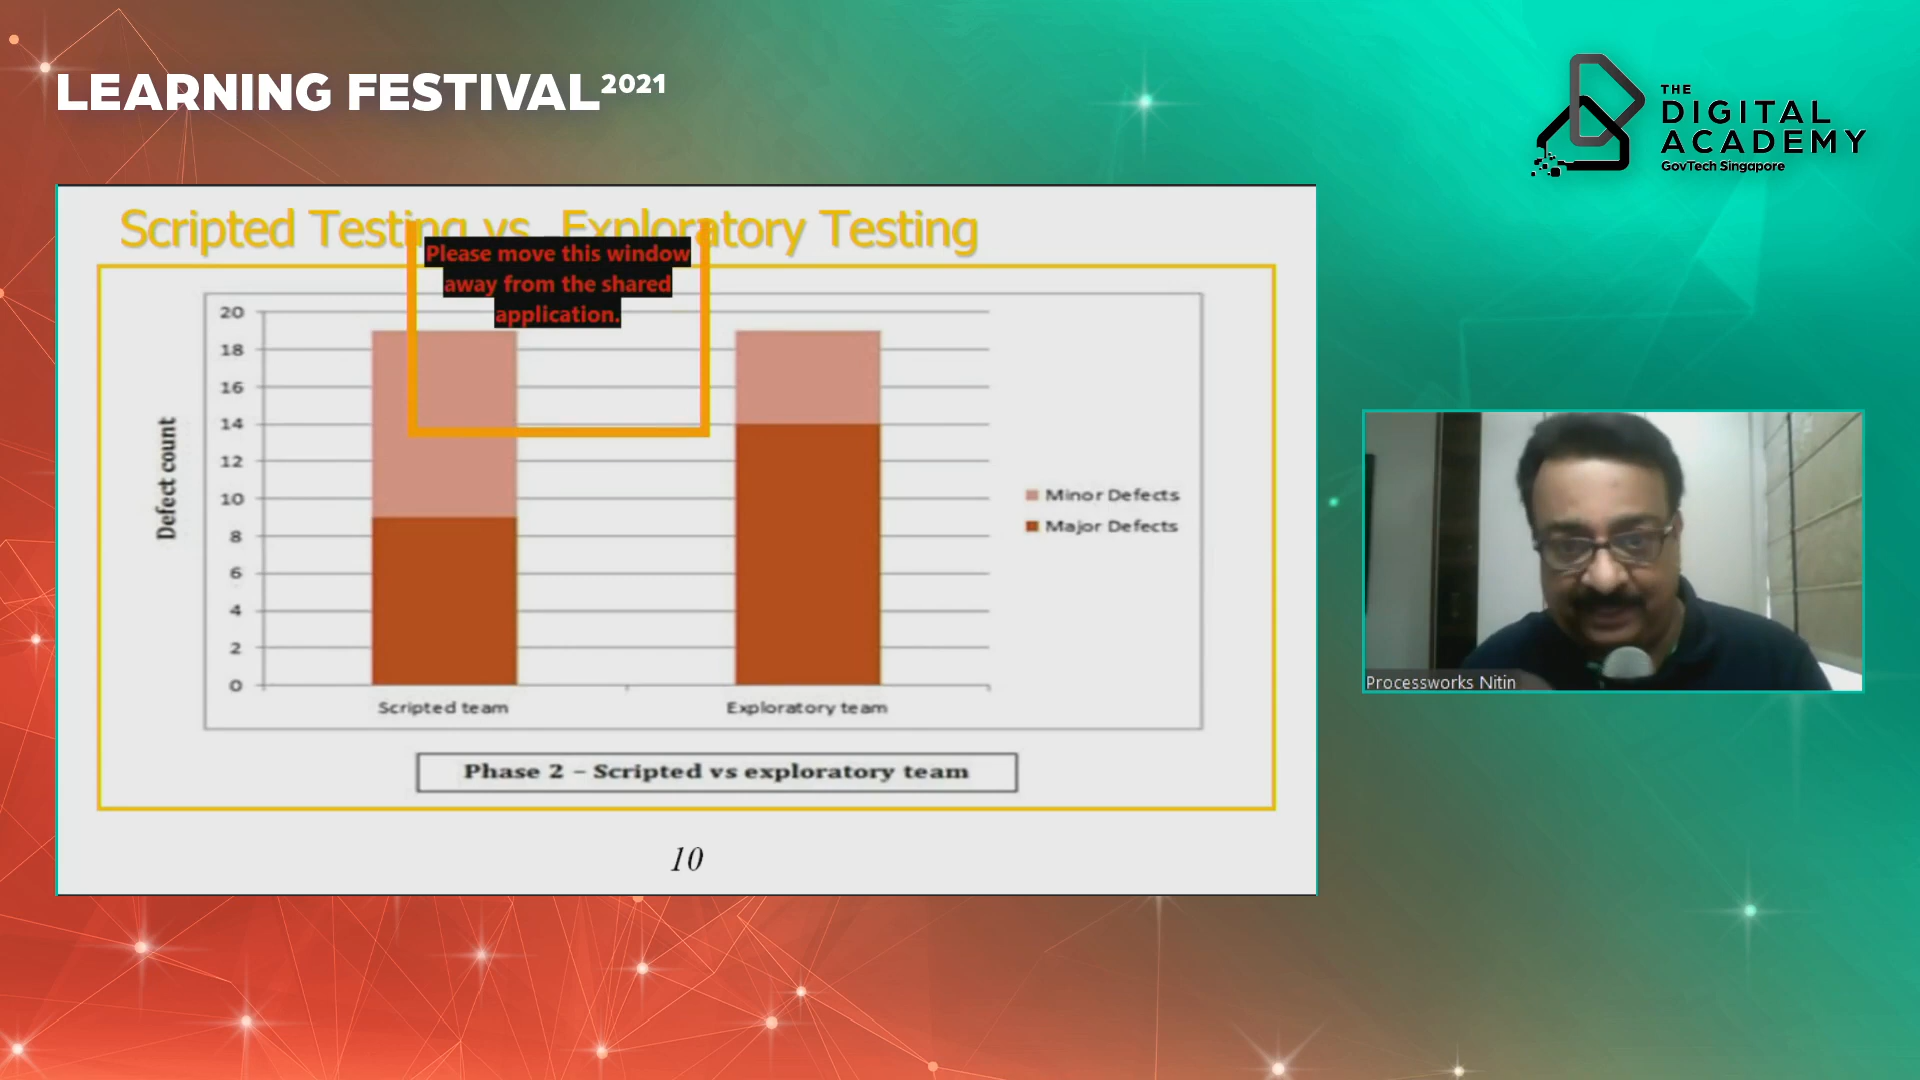 LEARNING FESTIVAL 2021
THE
DIGITAL
ACADEMY
GovTech Singapore
Scripted Testing vs. Exploratory Testing
Please move this window
away from the shared
application.
20
18
16
14
12
10
8
6
4
2
0
Defect count
Minor Defects
Major Defects
Scripted team
Exploratory team
Phase 2 – Scripted vs exploratory team
10
Processworks Nitin